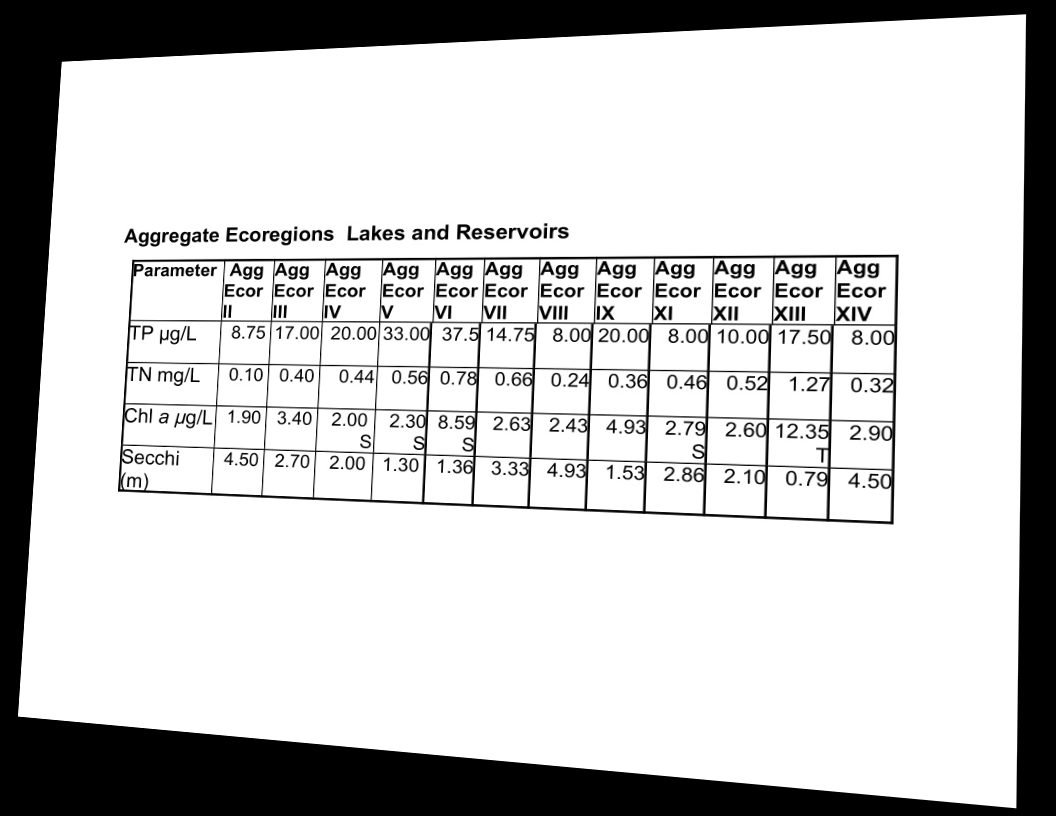 Aggregate Ecoregions Lakes and Reservoirs
Parameter Agg Ecor II Agg Ecor III Agg Ecor IV Agg Ecor V Agg Ecor VI Agg Ecor VII Agg Ecor VIII Agg Ecor IX Agg Ecor XI Agg Ecor XII Agg Ecor XIII Agg Ecor XIV
TP µg/L 8.75 17.00 20.00 33.00 37.5 14.75 8.00 20.00 8.00 10.00 17.50 8.00
TN mg/L 0.10 0.40 0.44 0.56 0.78 0.66 0.24 0.36 0.46 0.52 1.27 0.32
Chl a µg/L 1.90 3.40 2.00 S 2.30 S 8.59 S 2.63 2.43 4.93 2.79 S 2.60 12.35 T 2.90
Secchi (m) 4.50 2.70 2.00 1.30 1.36 3.33 4.93 1.53 2.86 2.10 0.79 4.50